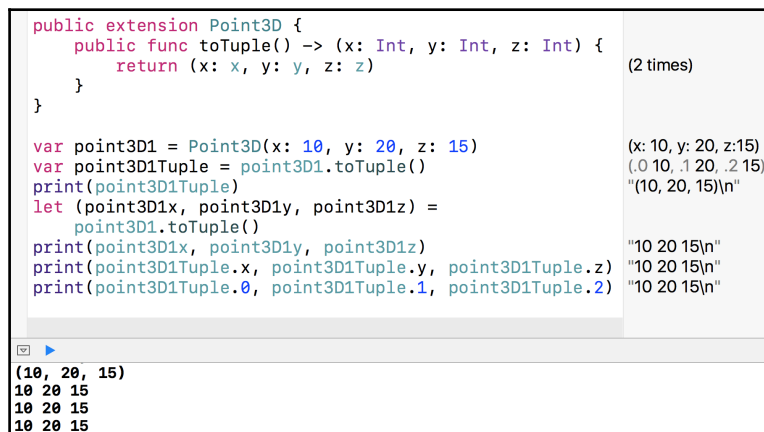 public extension Point3D {
    public func toTuple() -> (x: Int, y: Int, z: Int) {
        return (x: x, y: y, z: z)
    }
}
var point3D1 = Point3D(x: 10, y: 20, z: 15)
var point3D1Tuple = point3D1.toTuple()
print(point3D1Tuple)
let (point3D1x, point3D1y, point3D1z) =
    point3D1.toTuple()
print(point3D1x, point3D1y, point3D1z)
print(point3D1Tuple.x, point3D1Tuple.y, point3D1Tuple.z)
print(point3D1Tuple.0, point3D1Tuple.1, point3D1Tuple.2)
(2 times)
(x: 10, y: 20, z:15)
(.0 10, .1 20, .2 15)
"(10, 20, 15)\n"
"10 20 15\n"
"10 20 15\n"
"10 20 15\n"
(10, 20, 15)
10 20 15
10 20 15
10 20 15